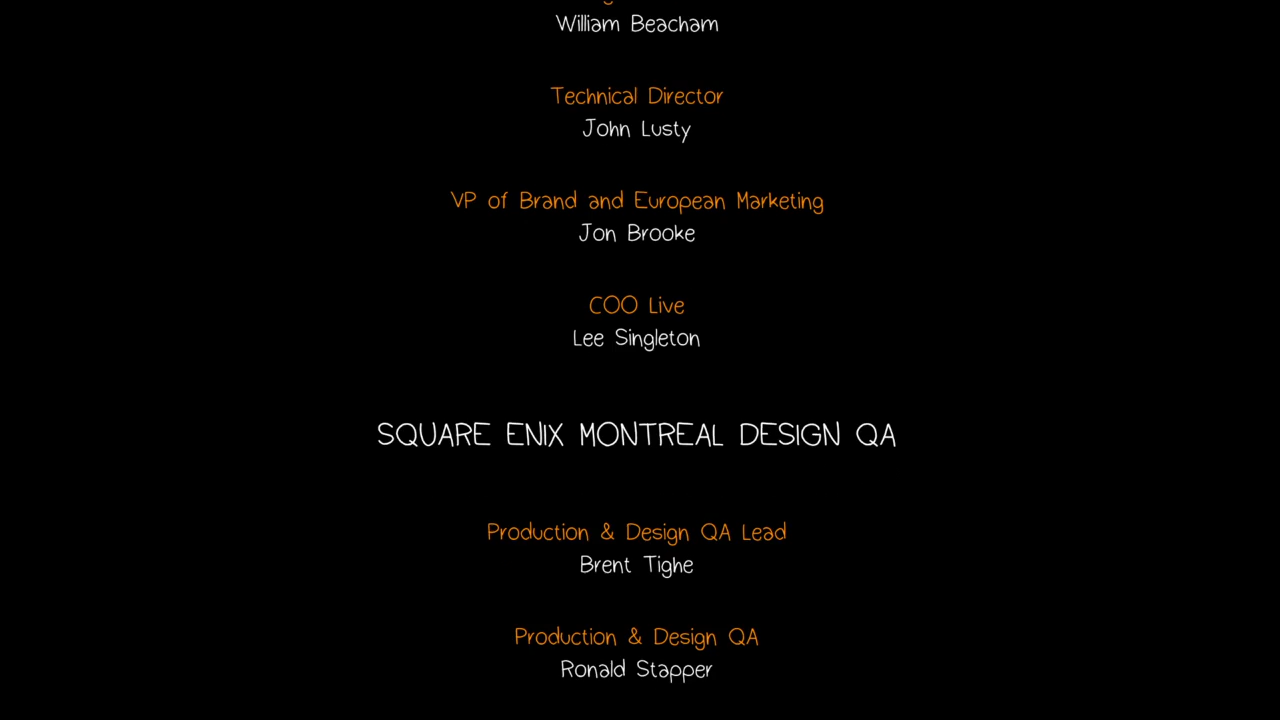 William Beacham
Technical Director
John Lusty
VP of Brand and European Marketing
Jon Brooke
COO Live
Lee Singleton
SQUARE ENIX MONTREAL DESIGN QA
Production & Design QA Lead
Brent Tighe
Production & Design QA
Ronald Stapper